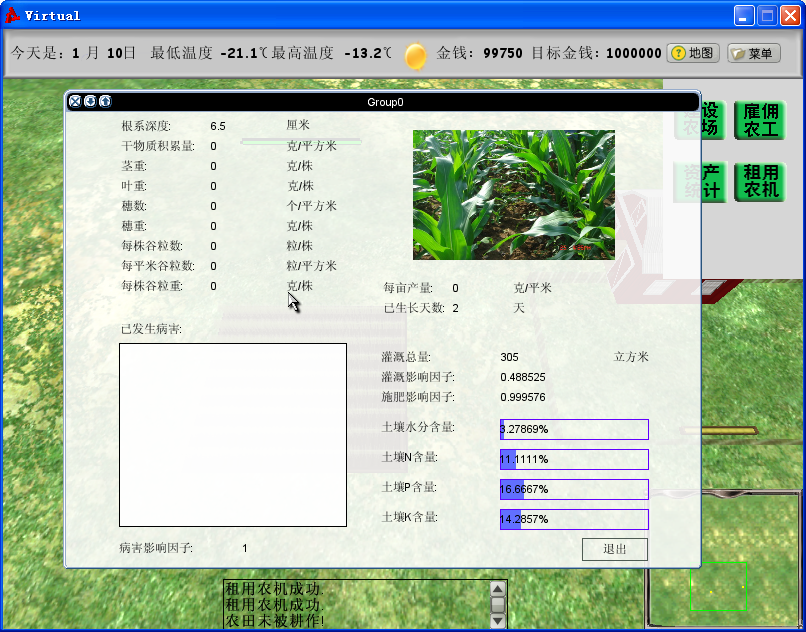 Virtual
今天是: 1 月 10日 最低温度 -21.1℃ 最高温度 -13.2℃ 金钱: 99750 目标金钱: 1000000 地图 菜单
Group0
建设农场
雇佣农工
资产统计
租用农机
根系深度: 6.5 厘米
干物质积累量: 0 克/平方米
茎重: 0 克/株
叶重: 0 克/株
穗数: 0 个/平方米
穗重: 0 克/株
每株谷粒数: 0 粒/株
每平米谷粒数: 0 粒/平方米
每株谷粒重: 0 克/株
每亩产量: 0 克/平米
已生长天数: 2 天
已发生病害:
灌溉总量: 305 立方米
灌溉影响因子: 0.488525
施肥影响因子: 0.999576
土壤水分含量: 3.27869%
土壤N含量: 11.1111%
土壤P含量: 16.6667%
土壤K含量: 14.2857%
病害影响因子: 1
退出
租用农机成功.
租用农机成功.
农田未被耕作!